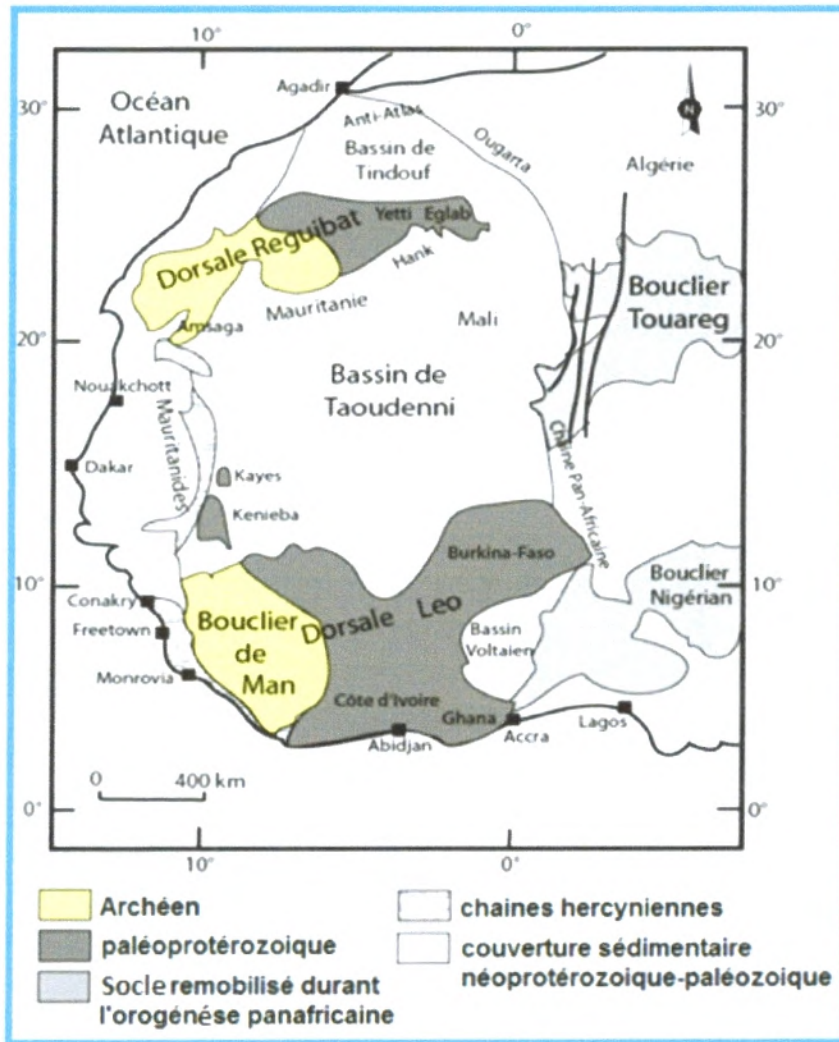 10°
0°
Océan
Atlantique
Agadir
30°
30°
Anti-Atlas
Ougarta
Bassin de
Tindouf
Algérie
Yetti Eglab
Dorsale Reguibat
Hank
Bouclier
Touareg
Mauritanie
Mali
Amsaga
20°
20°
Bassin de
Taoudenni
Nouakchott
Mauritanides
Dakar
Kayes
Kenieba
Chaîne Pan-Africaine
Burkina-Faso
10°
10°
Bouclier
Nigérian
Conakry
Freetown
Bouclier
de
Man
Dorsale Leo
Bassin
Voltaien
Monrovia
Côte d'Ivoire
Ghana
Abidjan
Accra
Lagos
0 400 km
0°
0°
10°
0°
Archéen
chaines hercyniennes
paléoprotérozoique
couverture sédimentaire
néoprotérozoique-paléozoique
Socle remobilisé durant
l'orogénése panafricaine
N